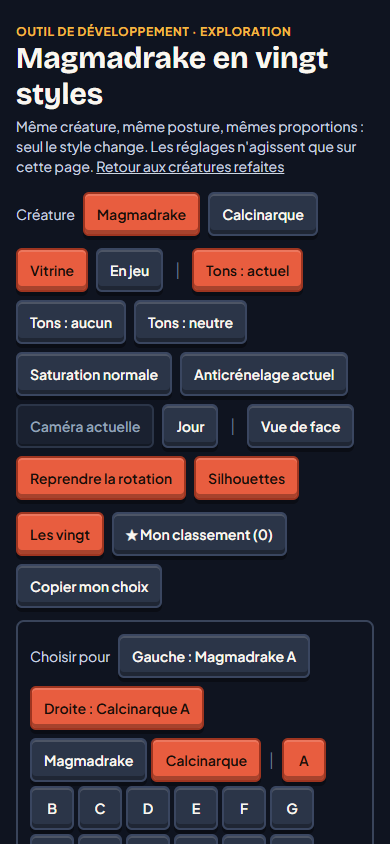 OUTIL DE DÉVELOPPEMENT · EXPLORATION
Magmadrake en vingt
styles
Même créature, même posture, mêmes proportions :
seul le style change. Les réglages n'agissent que sur
cette page. Retour aux créatures refaites
Créature Magmadrake Calcinarque
Vitrine En jeu | Tons : actuel
Tons : aucun Tons : neutre
Saturation normale Anticrénelage actuel
Caméra actuelle Jour | Vue de face
Reprendre la rotation Silhouettes
Les vingt ★ Mon classement (0)
Copier mon choix
Choisir pour Gauche : Magmadrake A
Droite : Calcinarque A
Magmadrake Calcinarque | A
B C D E F G